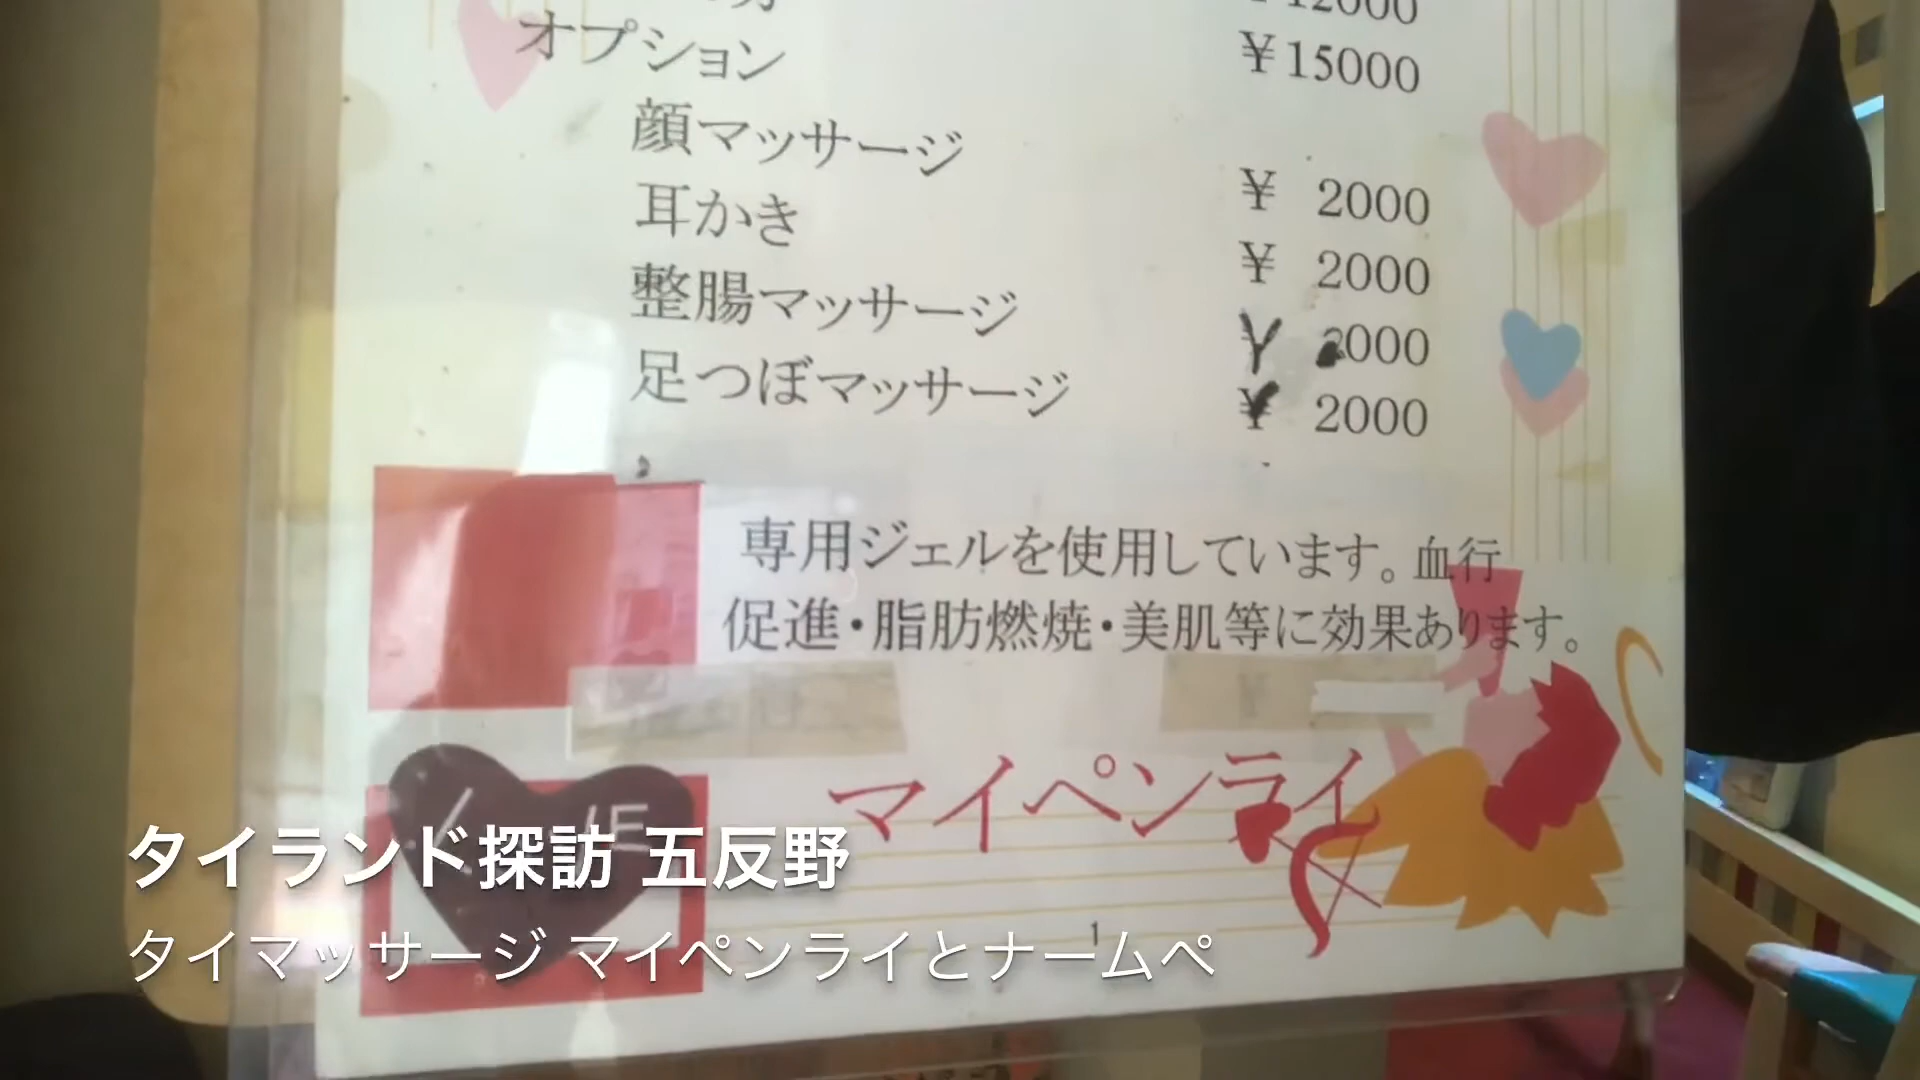 ¥12000
オプション ¥15000
顔マッサージ ¥ 2000
耳かき ¥ 2000
整腸マッサージ ¥ 2000
足つぼマッサージ ¥ 2000
専用ジェルを使用しています。血行
促進・脂肪燃焼・美肌等に効果あります。
マイペンライ
タイランド探訪 五反野
タイマッサージ マイペンライとナームペ
1